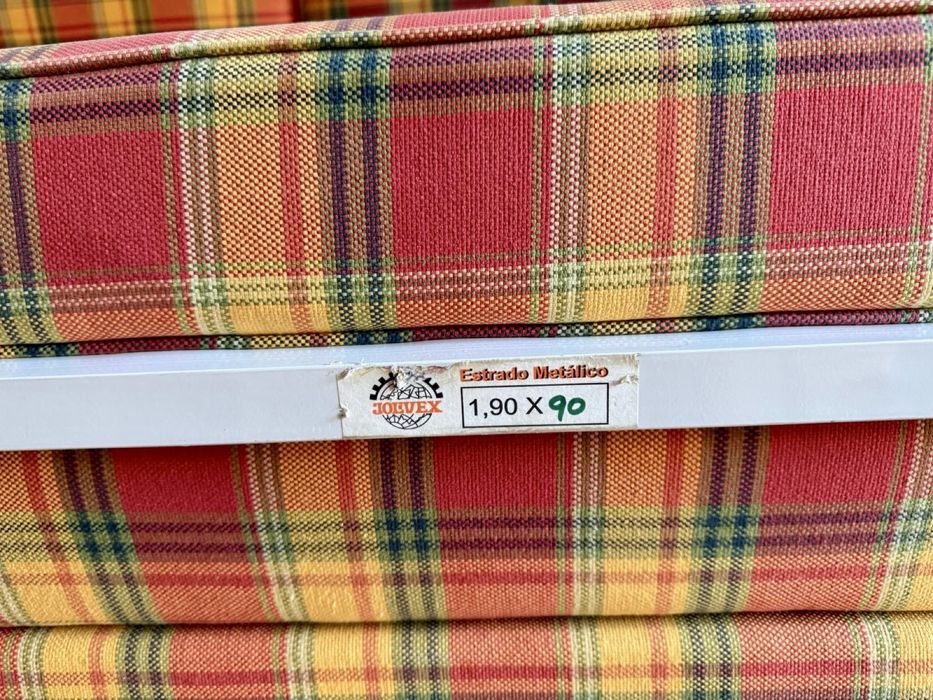 Estrado Metálico
JOLVEX
1,90 X 90